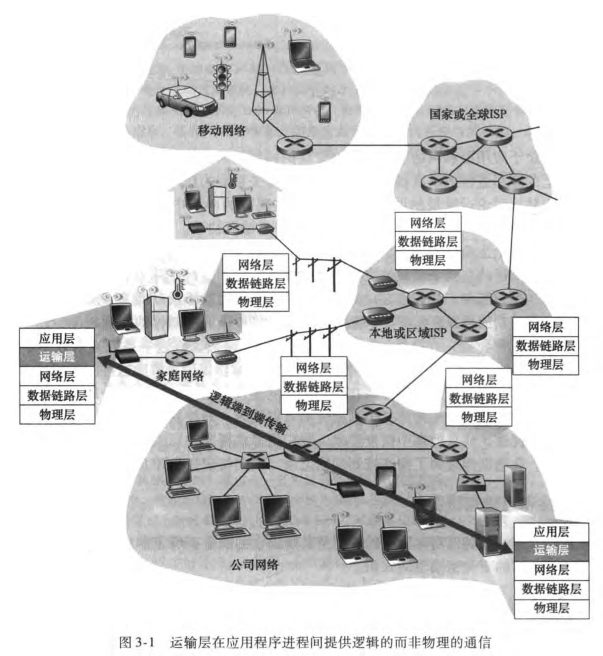 移动网络
国家或全球ISP
网络层
数据链路层
物理层
网络层
数据链路层
物理层
本地或区域ISP
网络层
数据链路层
物理层
应用层
运输层
网络层
数据链路层
物理层
家庭网络
网络层
数据链路层
物理层
网络层
数据链路层
物理层
逻辑端到端传输
公司网络
应用层
运输层
网络层
数据链路层
物理层
图 3-1 运输层在应用程序进程间提供逻辑的而非物理的通信